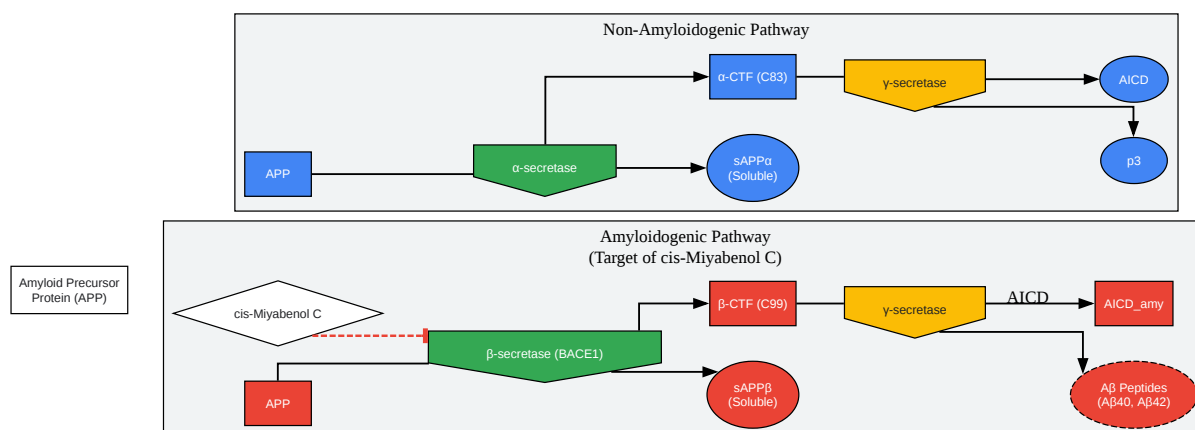 Non-Amyloidogenic Pathway
α-CTF (C83)
γ-secretase
AICD
APP
α-secretase
sAPPα
(Soluble)
p3
Amyloidogenic Pathway
(Target of cis-Miyabenol C)
Amyloid Precursor
Protein (APP)
cis-Miyabenol C
β-CTF (C99)
γ-secretase
AICD
AICD_amy
β-secretase (BACE1)
APP
sAPPβ
(Soluble)
Aβ Peptides
(Aβ40, Aβ42)